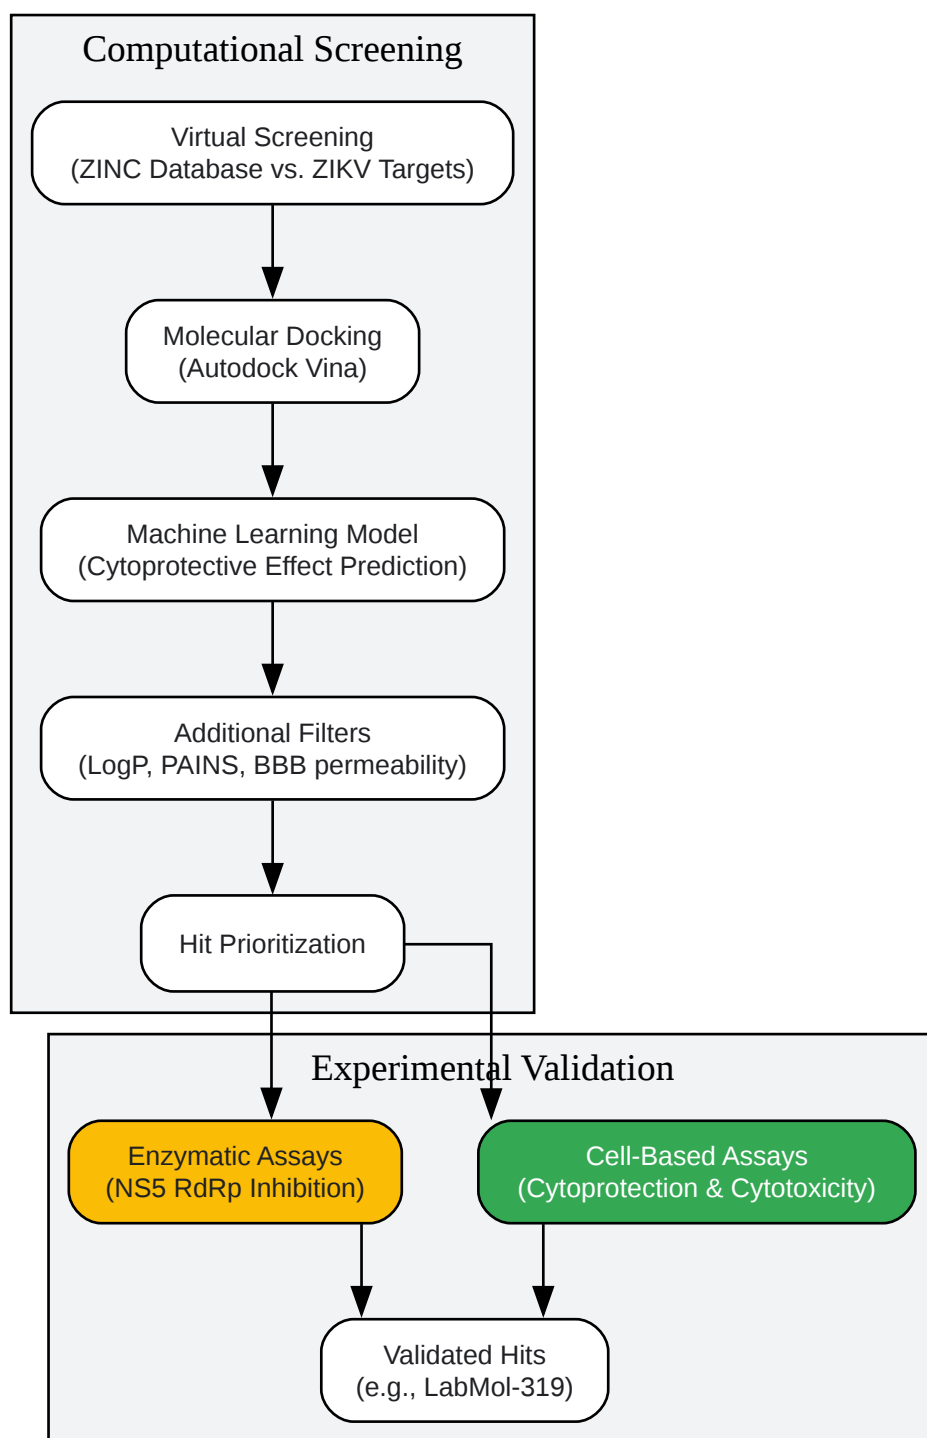 Computational Screening
Virtual Screening
(ZINC Database vs. ZIKV Targets)
Molecular Docking
(Autodock Vina)
Machine Learning Model
(Cytoprotective Effect Prediction)
Additional Filters
(LogP, PAINS, BBB permeability)
Hit Prioritization
Experimental Validation
Enzymatic Assays
(NS5 RdRp Inhibition)
Cell-Based Assays
(Cytoprotection & Cytotoxicity)
Validated Hits
(e.g., LabMol-319)